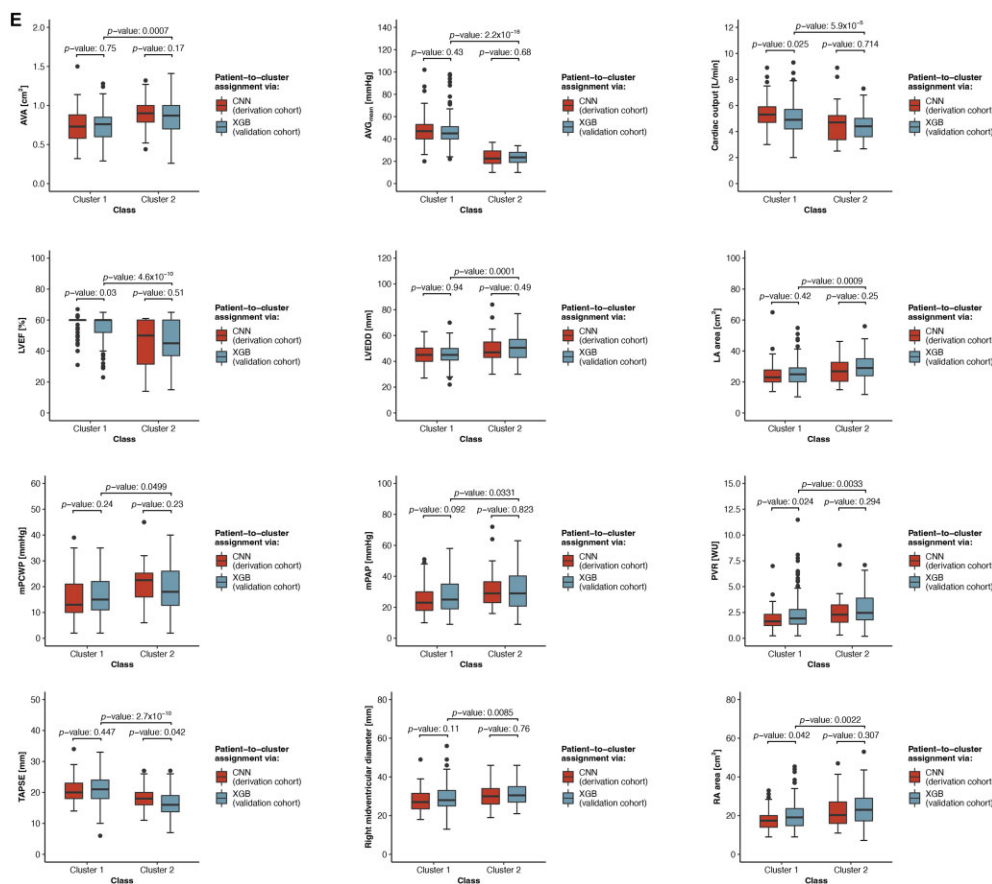 E
p−value: 0.0007
p−value: 0.75
p−value: 0.17
AVA [cm²]
2.0
1.5
1.0
0.5
0.0
Cluster 1
Cluster 2
Class
Patient−to−cluster
assignment via:
CNN
(derivation cohort)
XGB
(validation cohort)
p−value: 2.2x10⁻¹⁶
p−value: 0.43
p−value: 0.68
AVGmean [mmHg]
140
120
100
80
60
40
20
0
Cluster 1
Cluster 2
Class
Patient−to−cluster
assignment via:
CNN
(derivation cohort)
XGB
(validation cohort)
p−value: 5.9x10⁻⁵
p−value: 0.025
p−value: 0.714
Cardiac output [L/min]
12
10
8
6
4
2
0
Cluster 1
Cluster 2
Class
Patient−to−cluster
assignment via:
CNN
(derivation cohort)
XGB
(validation cohort)
p−value: 4.6x10⁻¹⁰
p−value: 0.03
p−value: 0.51
LVEF [%]
100
80
60
40
20
0
Cluster 1
Cluster 2
Class
Patient−to−cluster
assignment via:
CNN
(derivation cohort)
XGB
(validation cohort)
p−value: 0.0001
p−value: 0.94
p−value: 0.49
LVEDD [mm]
120
100
80
60
40
20
0
Cluster 1
Cluster 2
Class
Patient−to−cluster
assignment via:
CNN
(derivation cohort)
XGB
(validation cohort)
p−value: 0.0009
p−value: 0.42
p−value: 0.25
LA area [cm²]
100
80
60
40
20
0
Cluster 1
Cluster 2
Class
Patient−to−cluster
assignment via:
CNN
(derivation cohort)
XGB
(validation cohort)
p−value: 0.0499
p−value: 0.24
p−value: 0.23
mPCWP [mmHg]
60
50
40
30
20
10
0
Cluster 1
Cluster 2
Class
Patient−to−cluster
assignment via:
CNN
(derivation cohort)
XGB
(validation cohort)
p−value: 0.0331
p−value: 0.092
p−value: 0.823
mPAP [mmHg]
100
80
60
40
20
0
Cluster 1
Cluster 2
Class
Patient−to−cluster
assignment via:
CNN
(derivation cohort)
XGB
(validation cohort)
p−value: 0.0033
p−value: 0.024
p−value: 0.294
PVR [WU]
15.0
12.5
10.0
7.5
5.0
2.5
0.0
Cluster 1
Cluster 2
Class
Patient−to−cluster
assignment via:
CNN
(derivation cohort)
XGB
(validation cohort)
p−value: 2.7x10⁻¹⁰
p−value: 0.447
p−value: 0.042
TAPSE [mm]
50
40
30
20
10
0
Cluster 1
Cluster 2
Class
Patient−to−cluster
assignment via:
CNN
(derivation cohort)
XGB
(validation cohort)
p−value: 0.0085
p−value: 0.11
p−value: 0.76
Right midventricular diameter [mm]
80
60
40
20
0
Cluster 1
Cluster 2
Class
Patient−to−cluster
assignment via:
CNN
(derivation cohort)
XGB
(validation cohort)
p−value: 0.0022
p−value: 0.042
p−value: 0.307
RA area [cm²]
80
60
40
20
0
Cluster 1
Cluster 2
Class
Patient−to−cluster
assignment via:
CNN
(derivation cohort)
XGB
(validation cohort)